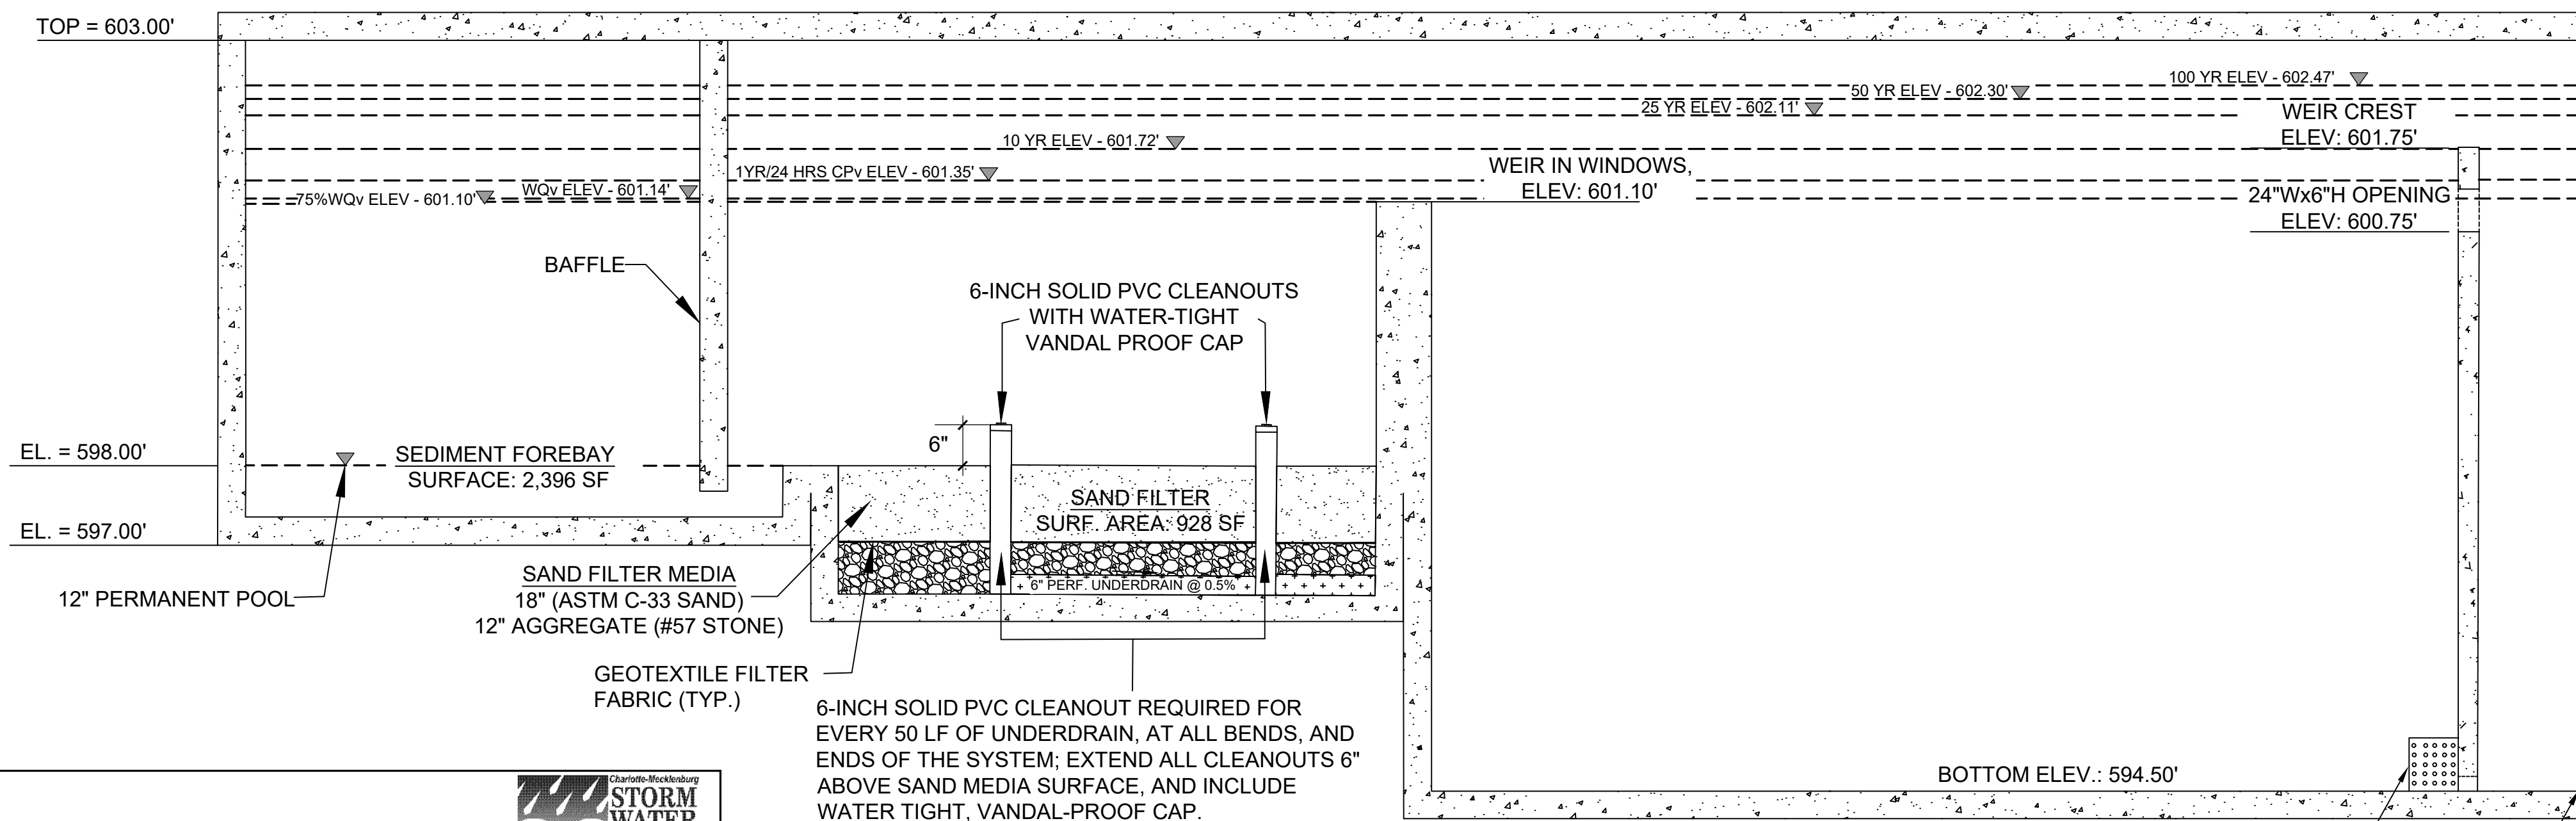 TOP = 603.00'
100 YR ELEV - 602.47'
50 YR ELEV - 602.30'
25 YR ELEV - 602.11'
WEIR CREST
ELEV: 601.75'
10 YR ELEV - 601.72'
1YR/24 HRS CPv ELEV - 601.35'
WEIR IN WINDOWS,
ELEV: 601.10'
WQv ELEV - 601.14'
75%WQv ELEV - 601.10'
24"Wx6"H OPENING
ELEV: 600.75'
BAFFLE
6-INCH SOLID PVC CLEANOUTS
WITH WATER-TIGHT
VANDAL PROOF CAP
6"
EL. = 598.00'
SEDIMENT FOREBAY
SURFACE: 2,396 SF
SAND FILTER
SURF. AREA: 928 SF
EL. = 597.00'
12" PERMANENT POOL
SAND FILTER MEDIA
18" (ASTM C-33 SAND)
12" AGGREGATE (#57 STONE)
6" PERF. UNDERDRAIN @ 0.5%
GEOTEXTILE FILTER
FABRIC (TYP.)
6-INCH SOLID PVC CLEANOUT REQUIRED FOR
EVERY 50 LF OF UNDERDRAIN, AT ALL BENDS, AND
ENDS OF THE SYSTEM; EXTEND ALL CLEANOUTS 6"
ABOVE SAND MEDIA SURFACE, AND INCLUDE
WATER TIGHT, VANDAL-PROOF CAP.
BOTTOM ELEV.: 594.50'
Charlotte-Mecklenburg
STORM
WATER